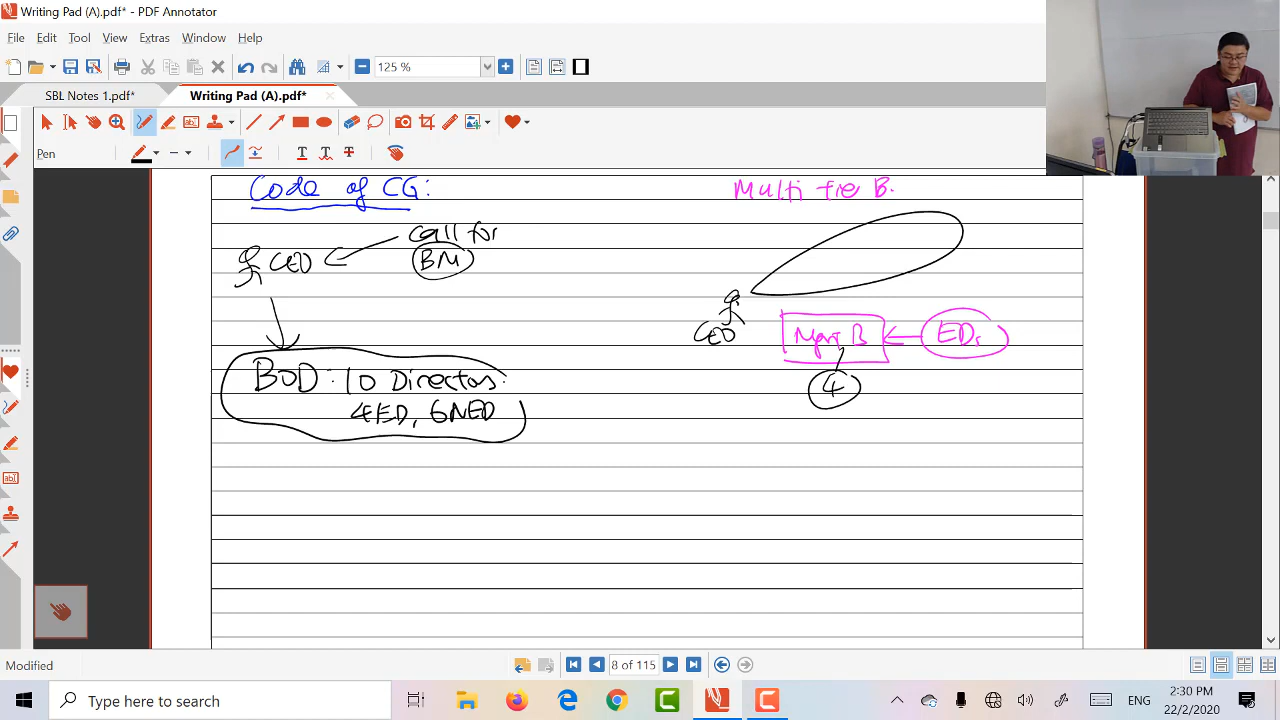 Writing Pad (A).pdf* - PDF Annotator
File Edit Tool View Extras Window Help
125 %
SBL Notes 1.pdf* Writing Pad (A).pdf*
Pen
Code of CG:
Multi tier B.
call for
CEO
BM
CEO
Mgmt B
EDs
4
BOD: 10 Directors:
4ED, 6NED
8 of 115
Modified
Type here to search
ENG
2:30 PM
22/2/2020